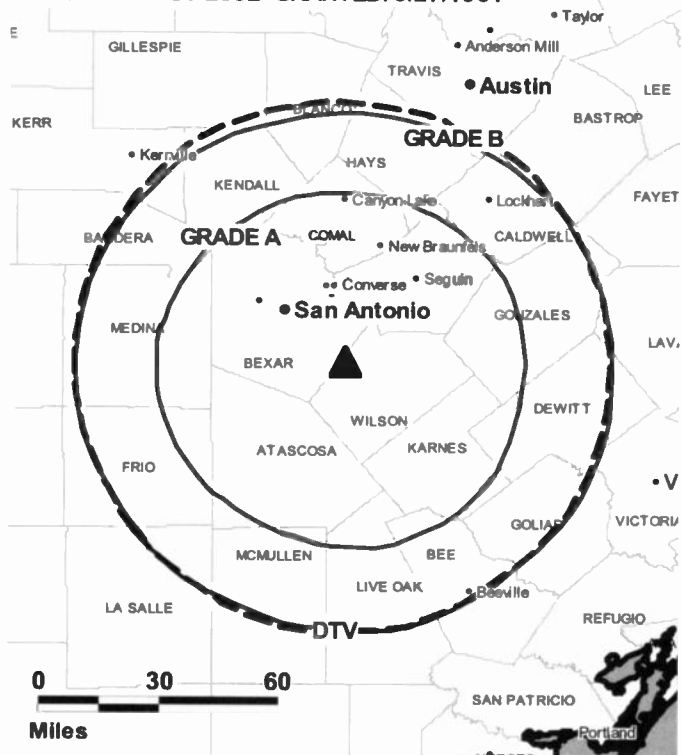 Taylor
Anderson Mill
GILLESPIE
TRAVIS
Austin
LEE
BLANCO
BASTROP
KERR
GRADE B
Kerrville
HAYS
KENDALL
Canyon Lake
Lockhart
FAYET
BANDERA
GRADE A
COMAL
CALDWELL
New Braunfels
Converse
Seguin
San Antonio
GONZALES
MEDINA
LAV
BEXAR
DEWITT
WILSON
ATASCOSA
KARNES
FRIO
V
GOLIAD
VICTORIA
MCMULLEN
BEE
LIVE OAK
Beeville
LA SALLE
REFUGIO
DTV
0 30 60
SAN PATRICIO
Miles
Portland